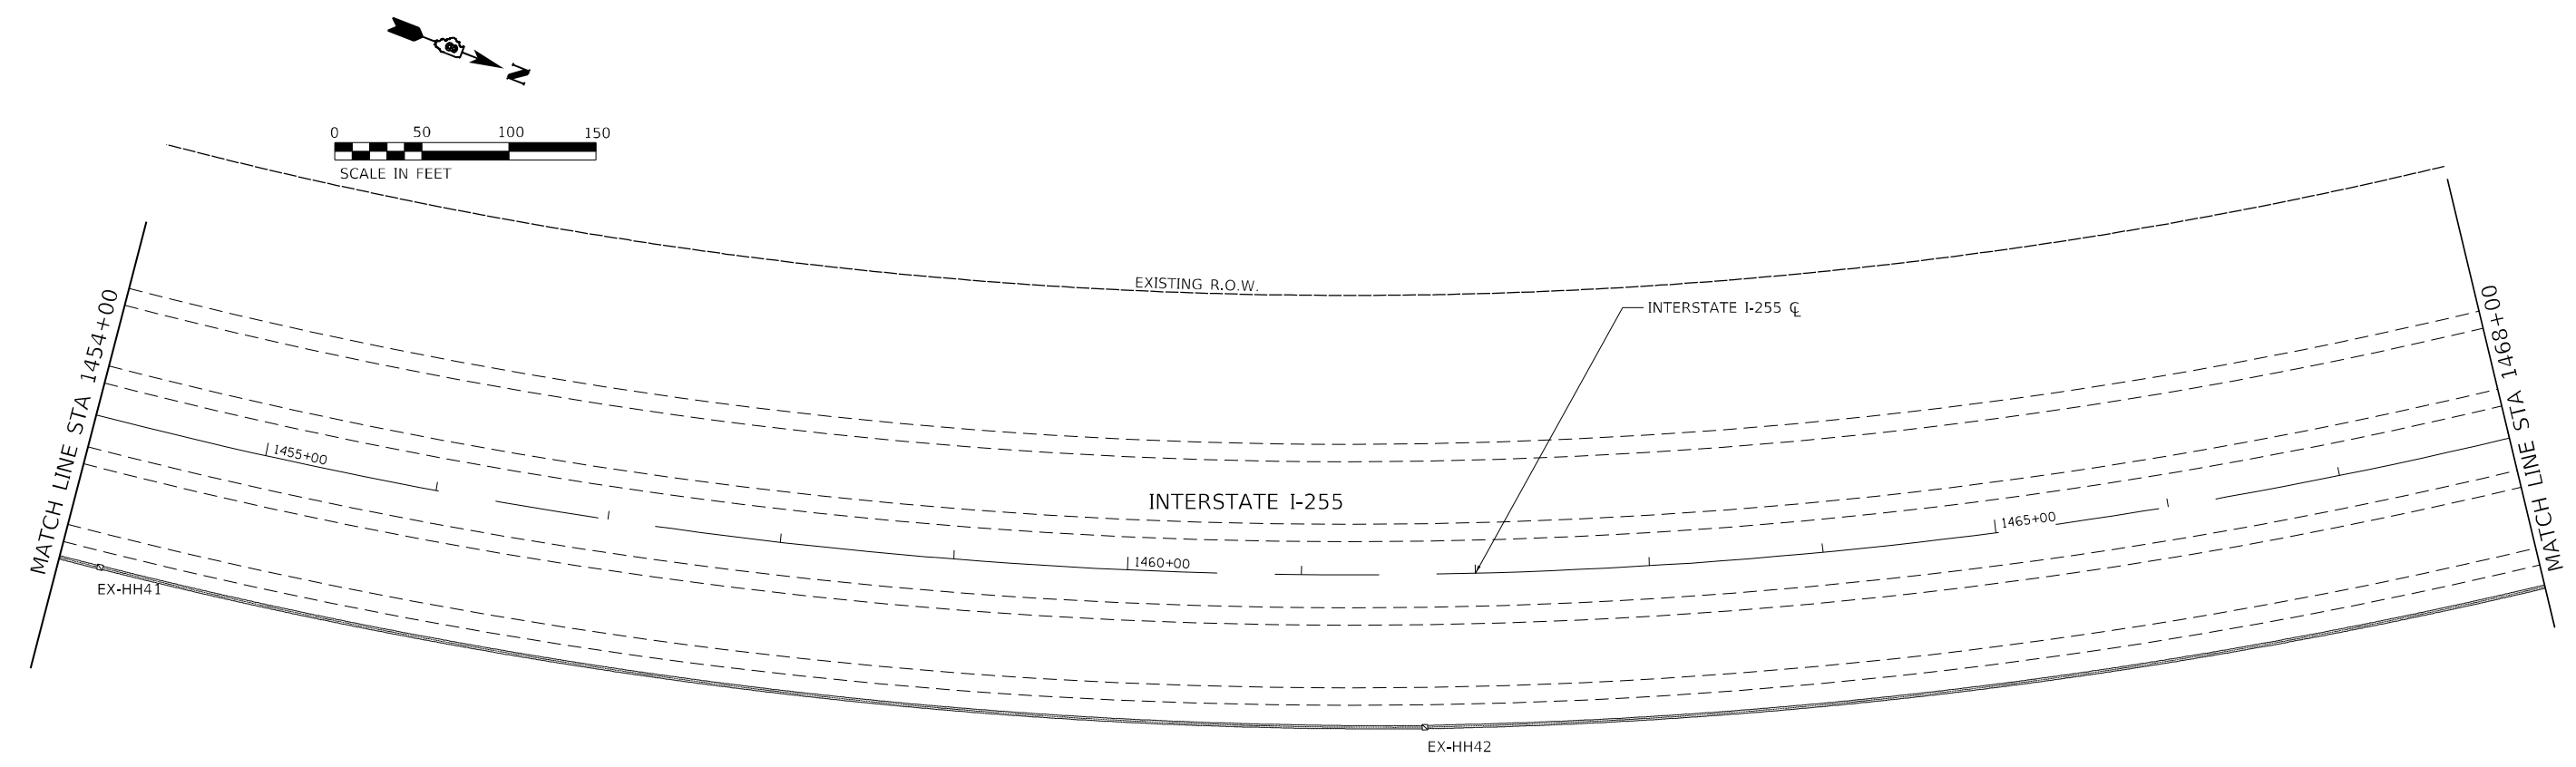 N
0 50 100 150
SCALE IN FEET
EXISTING R.O.W.
INTERSTATE I-255 ℄
MATCH LINE STA 1454+00
MATCH LINE STA 1468+00
1455+00
INTERSTATE I-255
1460+00
1465+00
EX-HH41
EX-HH42